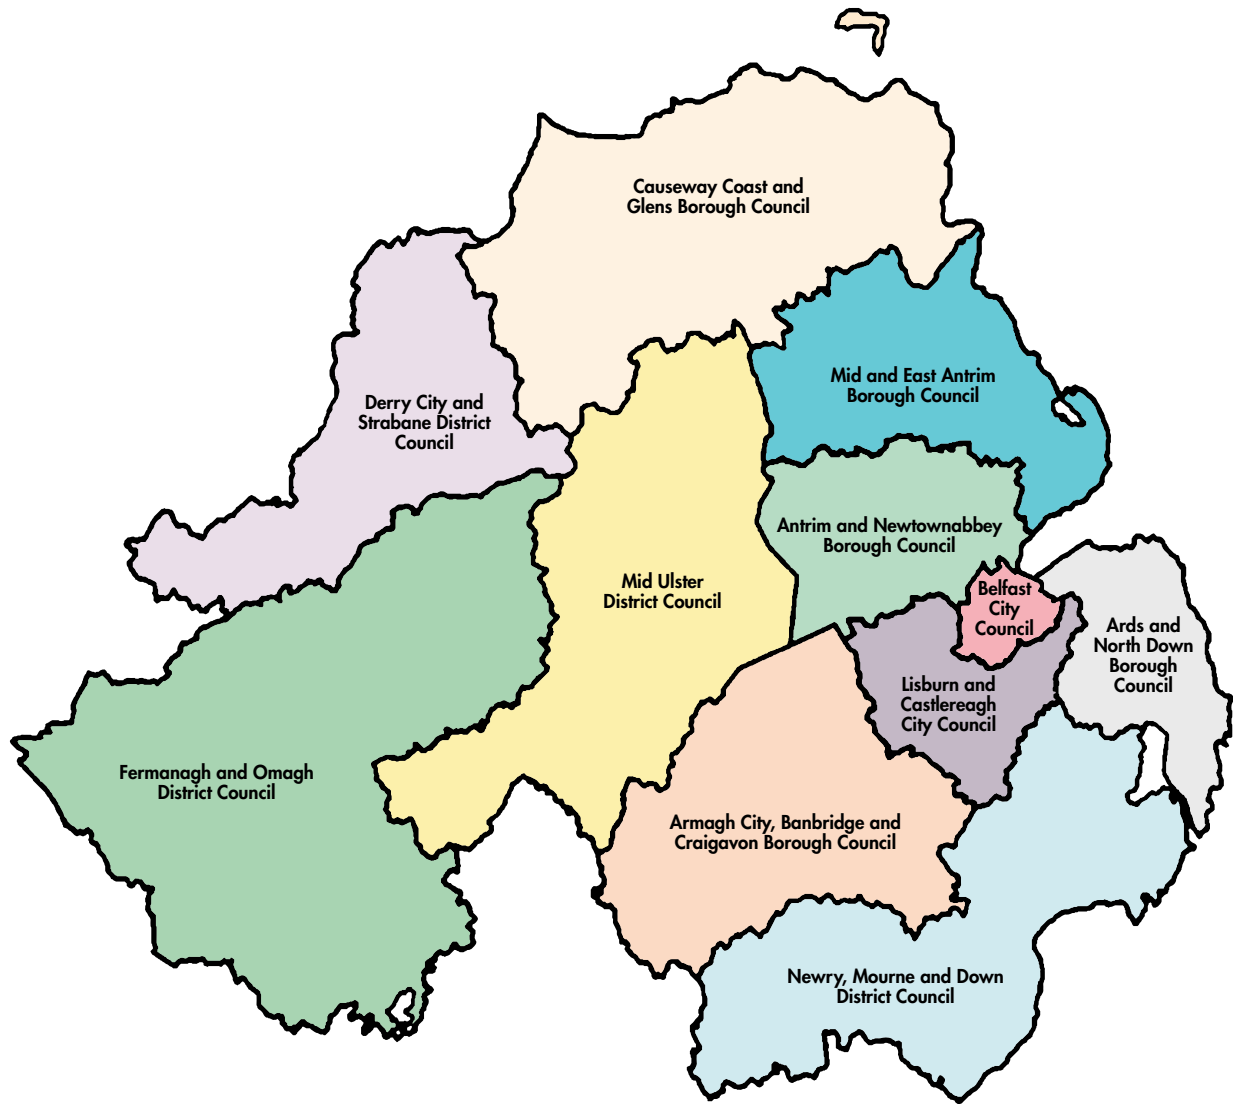 Causeway Coast and
Glens Borough Council
Mid and East Antrim
Borough Council
Derry City and
Strabane District
Council
Antrim and Newtownabbey
Borough Council
Mid Ulster
District Council
Belfast
City
Council
Ards and
North Down
Borough
Council
Lisburn and
Castlereagh
City Council
Fermanagh and Omagh
District Council
Armagh City, Banbridge and
Craigavon Borough Council
Newry, Mourne and Down
District Council